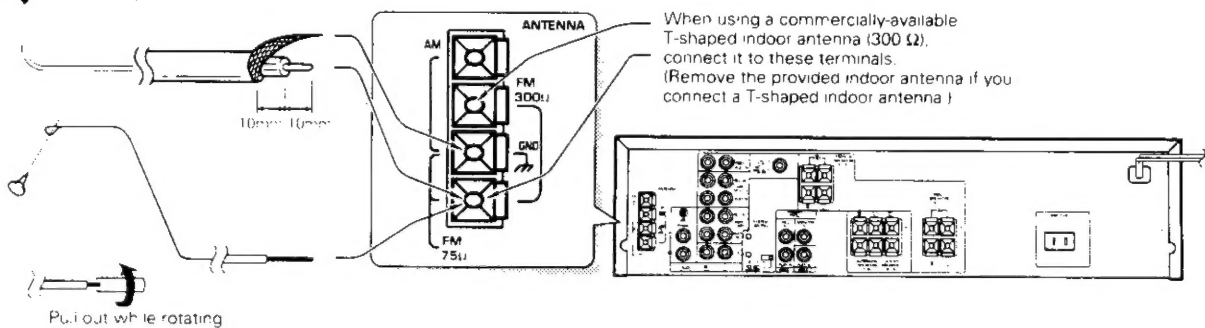 ANTENNA
AM
FM
300Ω
GND
FM
75Ω
10mm 10mm
When using a commercially-available
T-shaped indoor antenna (300 Ω),
connect it to these terminals.
(Remove the provided indoor antenna if you
connect a T-shaped indoor antenna.)
Pull out while rotating